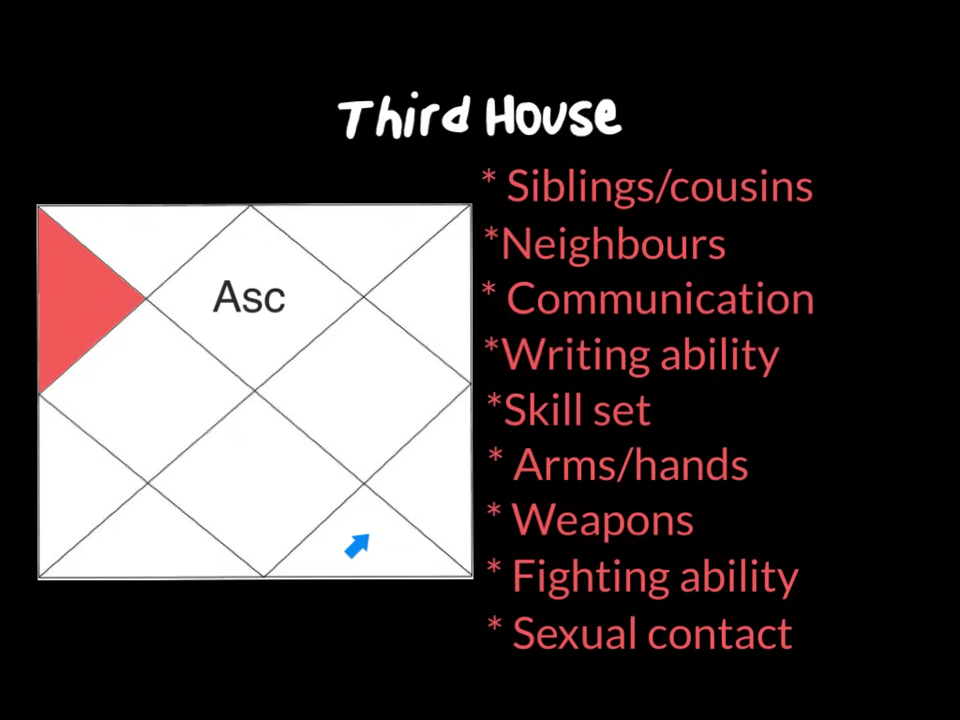 Third House
* Siblings/cousins
*Neighbours
Asc
* Communication
*Writing ability
*Skill set
* Arms/hands
* Weapons
* Fighting ability
* Sexual contact